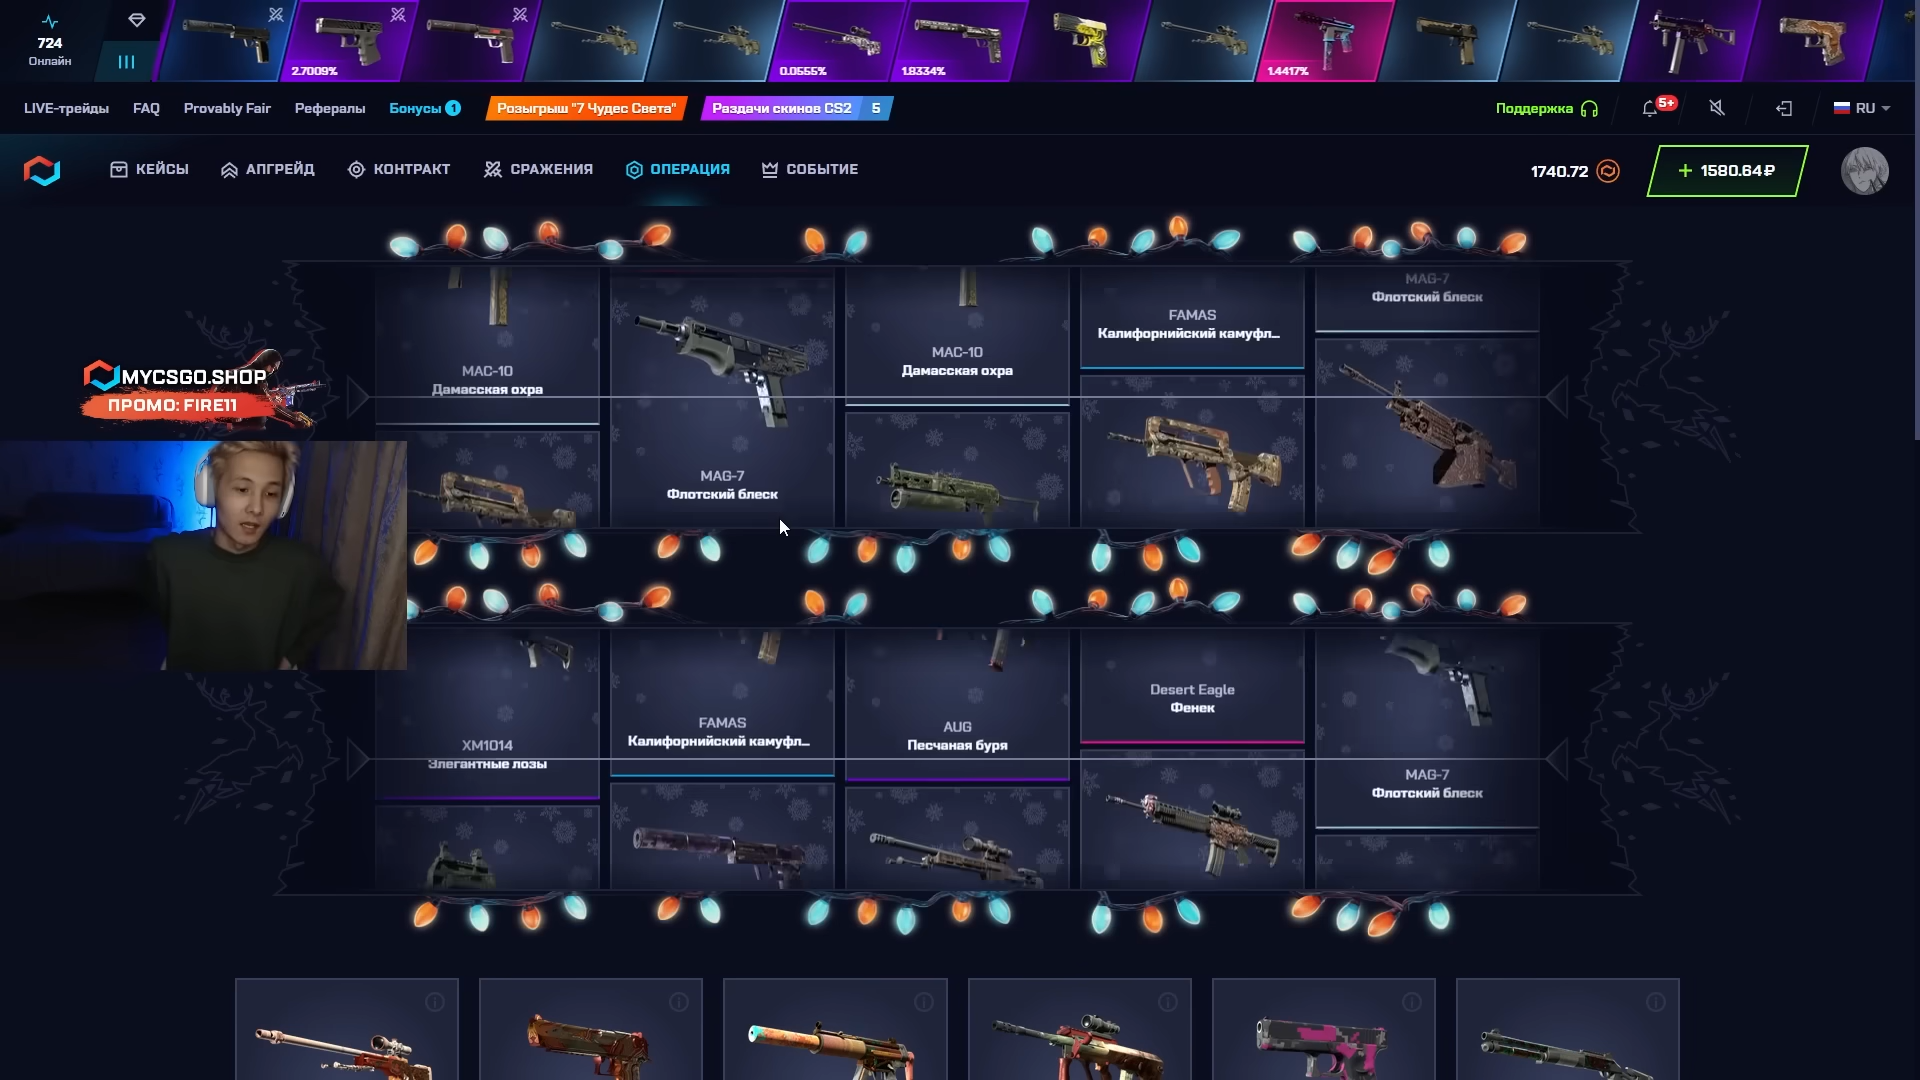 724
Онлайн
2.7009%
0.0555%
1.8334%
1.4417%
LIVE-трейды
FAQ
Provably Fair
Рефералы
Бонусы 1
Розыгрыш "7 Чудес Света"
Раздачи скинов CS2 5
Поддержка
5+
RU
КЕЙСЫ
АПГРЕЙД
КОНТРАКТ
СРАЖЕНИЯ
ОПЕРАЦИЯ
СОБЫТИЕ
1740.72
+ 1580.64₽
MAC-10
Дамасская охра
MAG-7
Флотский блеск
MAC-10
Дамасская охра
FAMAS
Калифорнийский камуфл...
MAG-7
Флотский блеск
MYCSGO.SHOP
ПРОМО: FIRE11
XM1014
Элегантные лозы
FAMAS
Калифорнийский камуфл...
AUG
Песчаная буря
Desert Eagle
Фенек
MAG-7
Флотский блеск